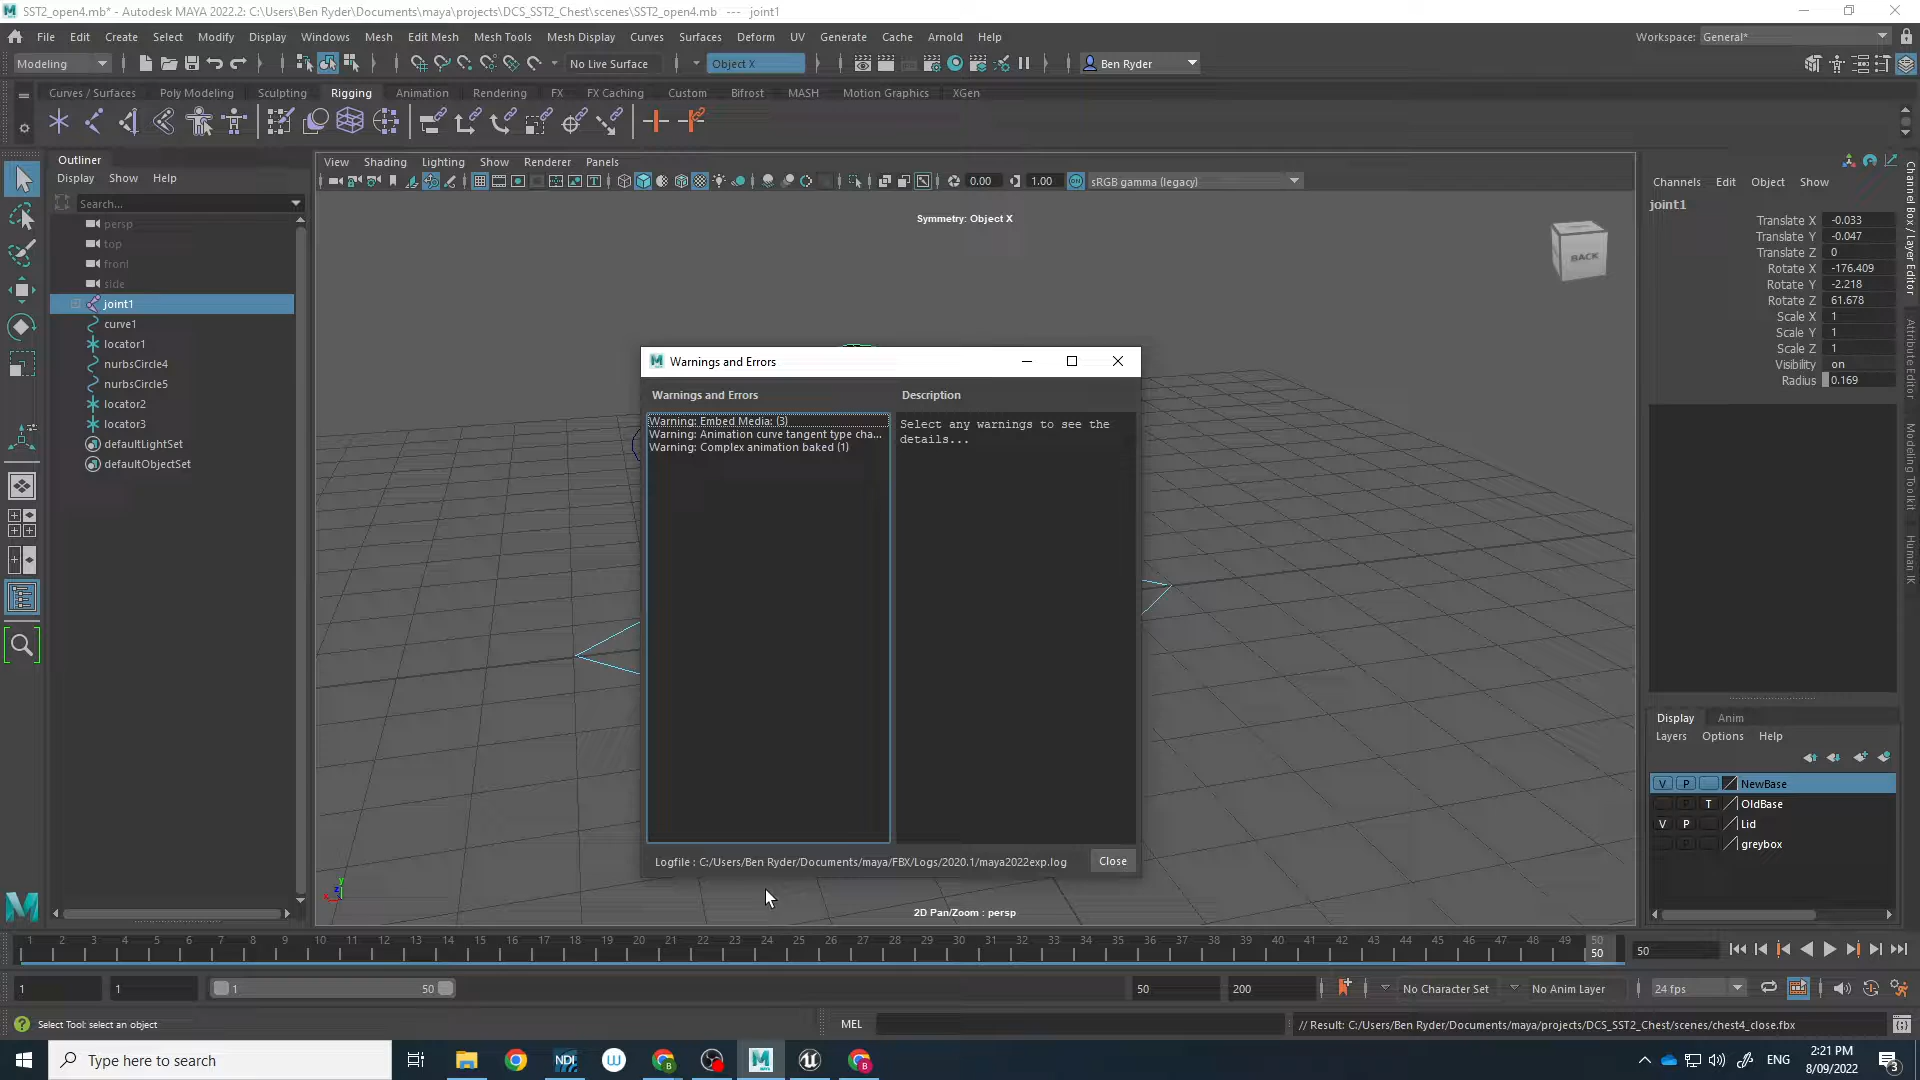 SST2_open4.mb* - Autodesk MAYA 2022.2: C:\Users\Ben Ryder\Documents\maya\projects\DCS_SST2_Chest\scenes\SST2_open4.mb   ---   joint1
File Edit Create Select Modify Display Windows Mesh Edit Mesh Mesh Tools Mesh Display Curves Surfaces Deform UV Generate Cache Arnold Help
Workspace: General*
Modeling
No Live Surface
Object X
Ben Ryder
Curves / Surfaces Poly Modeling Sculpting Rigging Animation Rendering FX FX Caching Custom Bifrost MASH Motion Graphics XGen
Outliner
Display Show Help
Search...
persp
top
front
side
joint1
curve1
locator1
nurbsCircle4
nurbsCircle5
locator2
locator3
defaultLightSet
defaultObjectSet
View Shading Lighting Show Renderer Panels
0.00
1.00
sRGB gamma (legacy)
Symmetry: Object X
BACK
Warnings and Errors
Warnings and Errors
Description
Warning: Embed Media: (3)
Warning: Animation curve tangent type cha...
Warning: Complex animation baked (1)
Select any warnings to see the
details...
Logfile : C:/Users/Ben Ryder/Documents/maya/FBX/Logs/2020.1/maya2022exp.log
Close
2D Pan/Zoom : persp
Channels Edit Object Show
joint1
Translate X -0.033
Translate Y -0.047
Translate Z 0
Rotate X -176.409
Rotate Y -2.218
Rotate Z 61.678
Scale X 1
Scale Y 1
Scale Z 1
Visibility on
Radius 0.169
Channel Box / Layer Editor
Attribute Editor
Modeling Toolkit
Human IK
Display Anim
Layers Options Help
V P NewBase
P T OldBase
V P Lid
P greybox
1 2 3 4 5 6 7 8 9 10 11 12 13 14 15 16 17 18 19 20 21 22 23 24 25 26 27 28 29 30 31 32 33 34 35 36 37 38 39 40 41 42 43 44 45 46 47 48 49 50
50
50
1
1
1
50
50
200
No Character Set
No Anim Layer
24 fps
Select Tool: select an object
MEL
// Result: C:/Users/Ben Ryder/Documents/maya/projects/DCS_SST2_Chest/scenes/chest4_close.fbx
Type here to search
NDI
ENG
2:21 PM
8/09/2022
3